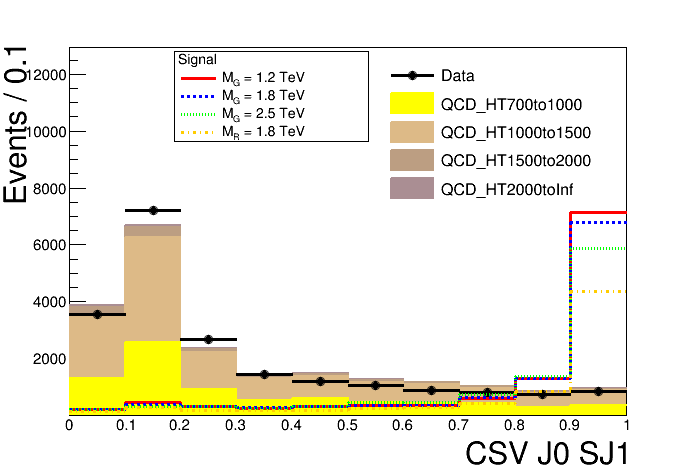 Events / 0.1
12000
10000
8000
6000
4000
2000
Signal
M_G = 1.2 TeV
M_G = 1.8 TeV
M_G = 2.5 TeV
M_R = 1.8 TeV
Data
QCD_HT700to1000
QCD_HT1000to1500
QCD_HT1500to2000
QCD_HT2000toInf
0 0.1 0.2 0.3 0.4 0.5 0.6 0.7 0.8 0.9 1
CSV J0 SJ1